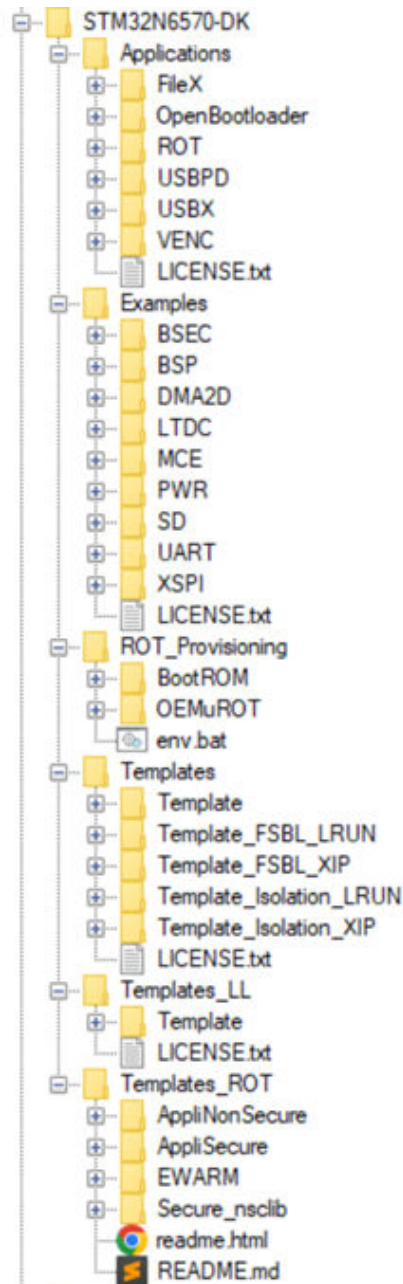 STM32N6570-DK
Applications
FileX
OpenBootloader
ROT
USBPD
USBX
VENC
LICENSE.txt
Examples
BSEC
BSP
DMA2D
LTDC
MCE
PWR
SD
UART
XSPI
LICENSE.txt
ROT_Provisioning
BootROM
OEMuROT
env.bat
Templates
Template
Template_FSBL_LRUN
Template_FSBL_XIP
Template_Isolation_LRUN
Template_Isolation_XIP
LICENSE.txt
Templates_LL
Template
LICENSE.txt
Templates_ROT
AppliNonSecure
AppliSecure
EWARM
Secure_nsclib
readme.html
README.md